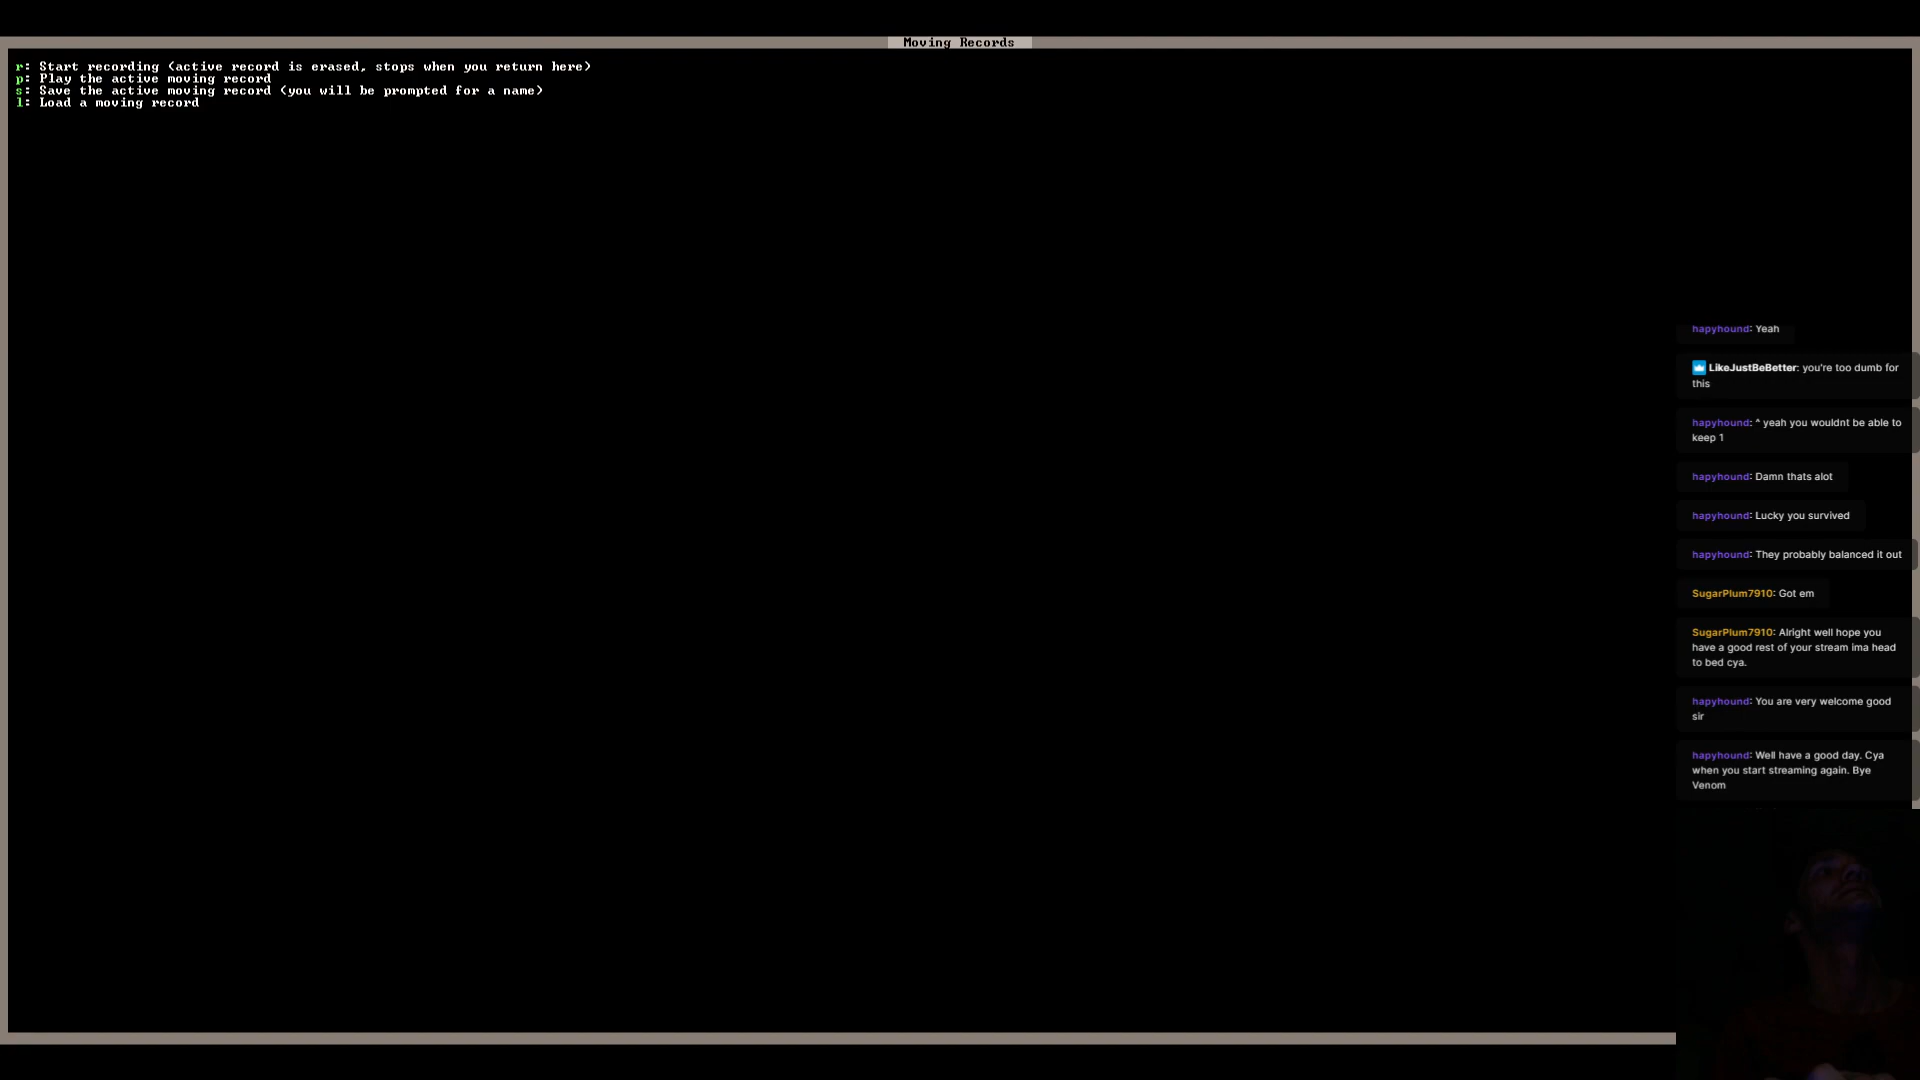 Moving Records
r: Start recording (active record is erased, stops when you return here)
p: Play the active moving record
s: Save the active moving record (you will be prompted for a name)
l: Load a moving record
hapyhound: Yeah
LikeJustBeBetter: you're too dumb for
this
hapyhound: ^ yeah you wouldnt be able to
keep 1
hapyhound: Damn thats alot
hapyhound: Lucky you survived
hapyhound: They probably balanced it out
SugarPlum7910: Got em
SugarPlum7910: Alright well hope you
have a good rest of your stream ima head
to bed cya.
hapyhound: You are very welcome good
sir
hapyhound: Well have a good day. Cya
when you start streaming again. Bye
Venom